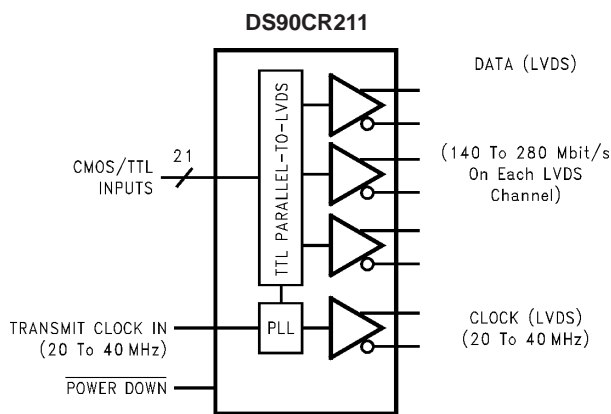 DS90CR211
DATA (LVDS)
21
CMOS/TTL
INPUTS
TTL PARALLEL-TO-LVDS
(140 To 280 Mbit/s
On Each LVDS
Channel)
TRANSMIT CLOCK IN
(20 To 40 MHz)
PLL
CLOCK (LVDS)
(20 To 40 MHz)
POWER DOWN